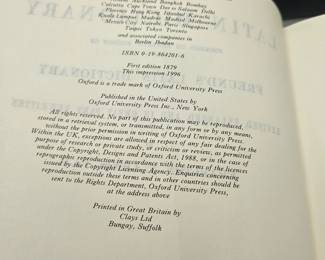 Calcutta Cape Town Dar es Salaam Delhi
Florence Hong Kong Istanbul Karachi
Kuala Lumpur Madras Madrid Melbourne
Mexico City Nairobi Paris Singapore
Taipei Tokyo Toronto
and associated companies in
Berlin Ibadan
ISBN 0-19-864201-6
First edition 1879
This impression 1996
Oxford is a trade mark of Oxford University Press
Published in the United States by
Oxford University Press Inc., New York
All rights reserved. No part of this publication may be reproduced,
stored in a retrieval system, or transmitted, in any form or by any means,
without the prior permission in writing of Oxford University Press.
Within the UK, exceptions are allowed in respect of any fair dealing for the
purpose of research or private study, or criticism or review, as permitted
under the Copyright, Designs and Patents Act, 1988, or in the case of
reprographic reproduction in accordance with the terms of the licences
issued by the Copyright Licensing Agency. Enquiries concerning
reproduction outside these terms and in other countries should be
sent to the Rights Department, Oxford University Press,
at the address above
Printed in Great Britain by
Clays Ltd
Bungay, Suffolk